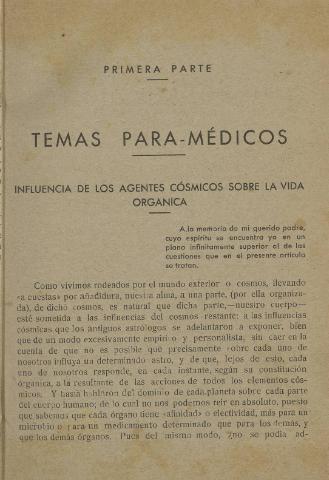 PRIMERA PARTE
TEMAS PARA-MÉDICOS
INFLUENCIA DE LOS AGENTES CÓSMICOS SOBRE LA VIDA
ORGANICA
A la memoria de mi querido padre,
cuyo espíritu se encuentra ya en un
plano infinitamente superior al de las
cuestiones que en el presente artículo
se tratan.
Como vivimos rodeados por el mundo exterior o cosmos, llevando
«a cuestas» por añdidura, nuestra alma, a una parte, (por ella organiza-
da), de dicho cosmos, es natural que dicha parte,—nuestro cuerpo—
esté sometida a las influencias del cosmos restante: a las influencias
cósmicas que los antiguos astrólogos se adelantaron a exponer, bien
que de un modo excesivamente empírico y personalista, sin caer en la
cuenta de que no es posible que precisamente sobre cada uno de
nosotros influya un determinado astro, y de que, lejos de esto, cada
uno de nosotros responde, en cada instante, según su constitución
orgánica, a la resultante de las acciones de todos los elementos cós-
micos. Y hasta hablaron del dominio de cada planeta sobre cada parte
del cuerpo humano; de lo cual no nos podemos reir en absoluto, puesto
que sabemos que cada órgano tiene «afinidad» o electividad, más para un
microbio o para un medicamento determinado que para los demás, y
que los demás órganos. Pues del mismo modo, ¿no se podía ad-